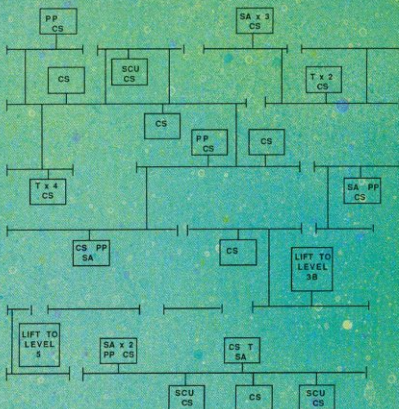 PP
CS
SA x 3
CS
CS
SCU
CS
T x 2
CS
CS
PP
CS
CS
T x 4
CS
SA PP
CS
CS PP
SA
CS
LIFT TO
LEVEL
3B
LIFT TO
LEVEL
5
SA x 2
PP CS
CS T
SA
SCU
CS
CS
SCU
CS